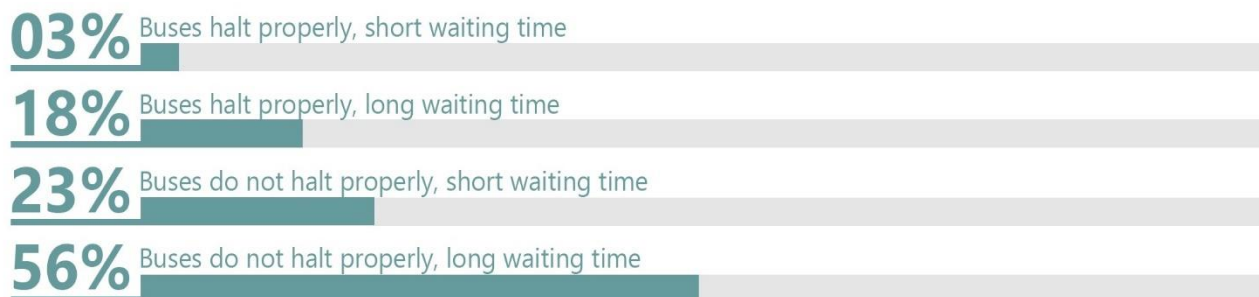 03% Buses halt properly, short waiting time
18% Buses halt properly, long waiting time
23% Buses do not halt properly, short waiting time
56% Buses do not halt properly, long waiting time